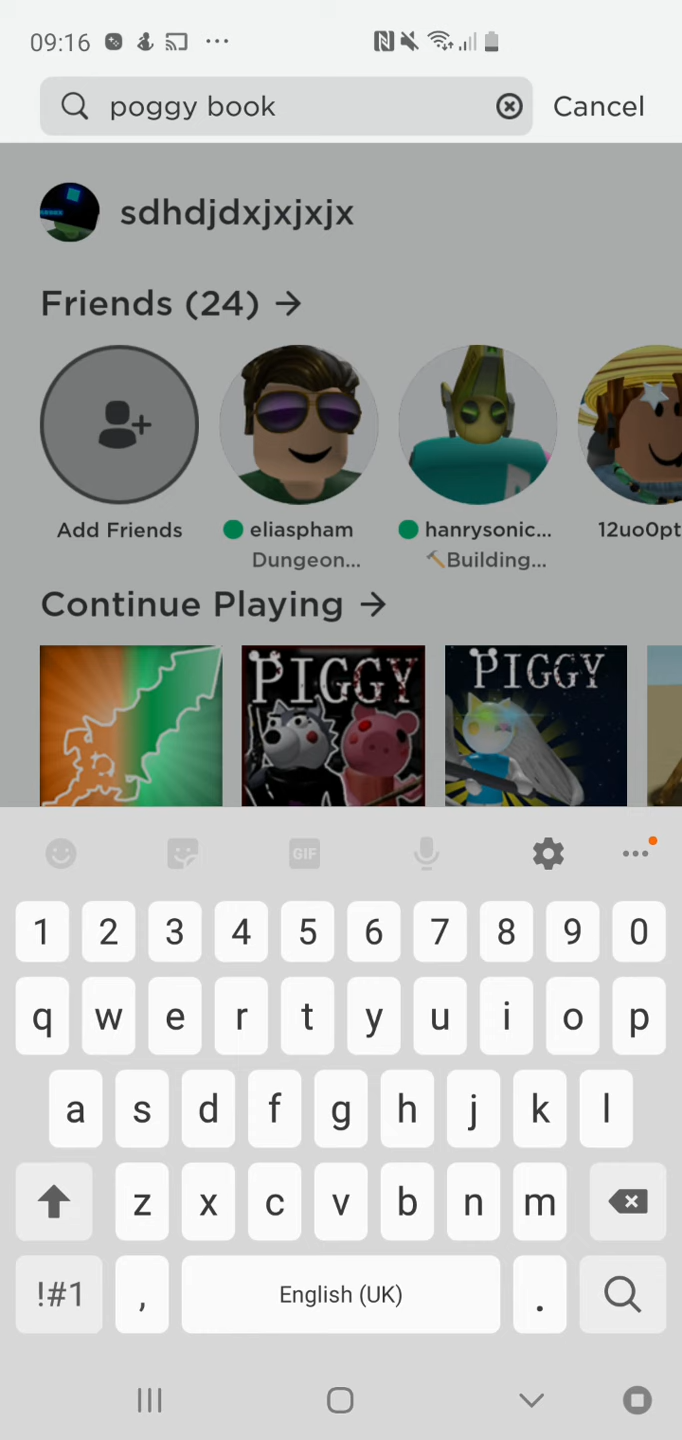 09:16
poggy book Cancel
sdhdjdxjxjxjx
Friends (24)
Add Friends
eliaspham
Dungeon...
hanrysonic...
Building...
12uo0pt
Continue Playing
PIGGY
PIGGY
GIF
1 2 3 4 5 6 7 8 9 0
q w e r t y u i o p
a s d f g h j k l
z x c v b n m
!#1 , English (UK) .